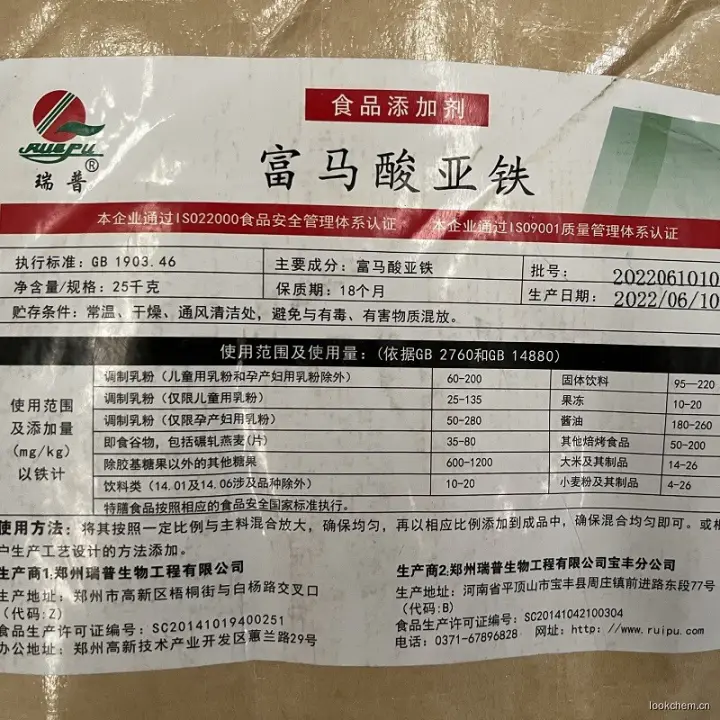 食品添加剂
RUIPU®
瑞普
富马酸亚铁
本企业通过ISO22000食品安全管理体系认证 本企业通过ISO9001质量管理体系认证
执行标准：GB 1903.46 主要成分：富马酸亚铁 批号： 2022061010
净含量/规格：25千克 保质期：18个月 生产日期： 2022/06/10
贮存条件：常温、干燥、通风清洁处，避免与有毒、有害物质混放。
使用范围及使用量：(依据GB 2760和GB 14880)
使用范围
及添加量
(mg/kg)
以铁计
调制乳粉（儿童用乳粉和孕产妇用乳粉除外） 60-200 固体饮料 95—220
调制乳粉（仅限儿童用乳粉） 25-135 果冻 10-20
调制乳粉（仅限孕产妇用乳粉） 50-280 酱油 180-260
即食谷物，包括碾轧燕麦(片) 35-80 其他焙烤食品 50-200
除胶基糖果以外的其他糖果 600-1200 大米及其制品 14-26
饮料类（14.01及14.06涉及品种除外） 10-20 小麦粉及其制品 4-26
特膳食品按照相应的食品安全国家标准执行。
使用方法：将其按照一定比例与主料混合放大，确保均匀，再以相应比例添加到成品中，确保混合均匀即可。或
户生产工艺设计的方法添加。
生产商1:郑州瑞普生物工程有限公司
生产地址：郑州市高新区梧桐街与白杨路交叉口
（代码:Z）
食品生产许可证编号：SC20141019400251
办公地址：郑州高新技术产业开发区蕙兰路29号
生产商2:郑州瑞普生物工程有限公司宝丰分公司
生产地址：河南省平顶山市宝丰县周庄镇前进路东段77号
（代码:B）
食品生产许可证编号：SC20141042100304
电话：0371-67896828 网址：http://www.ruipu.com
lookchem.cn